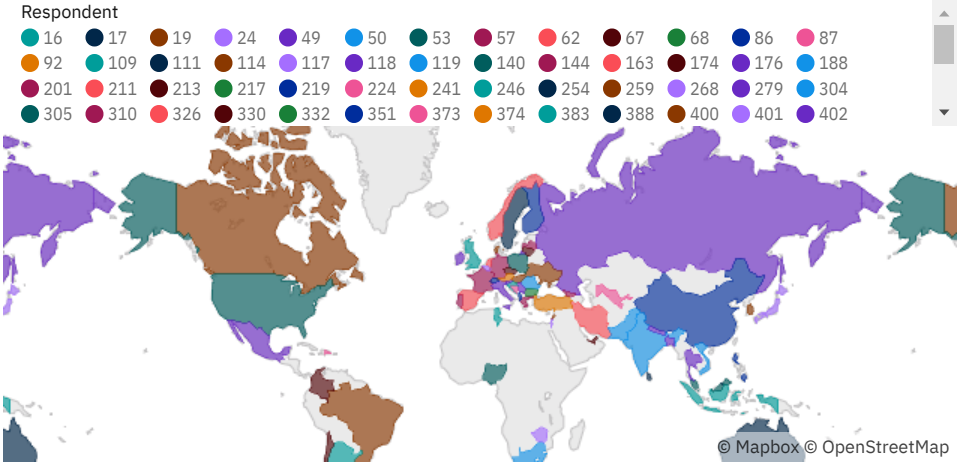 Respondent
16 17 19 24 49 50 53 57 62 67 68 86 87
92 109 111 114 117 118 119 140 144 163 174 176 188
201 211 213 217 219 224 241 246 254 259 268 279 304
305 310 326 330 332 351 373 374 383 388 400 401 402
© Mapbox © OpenStreetMap